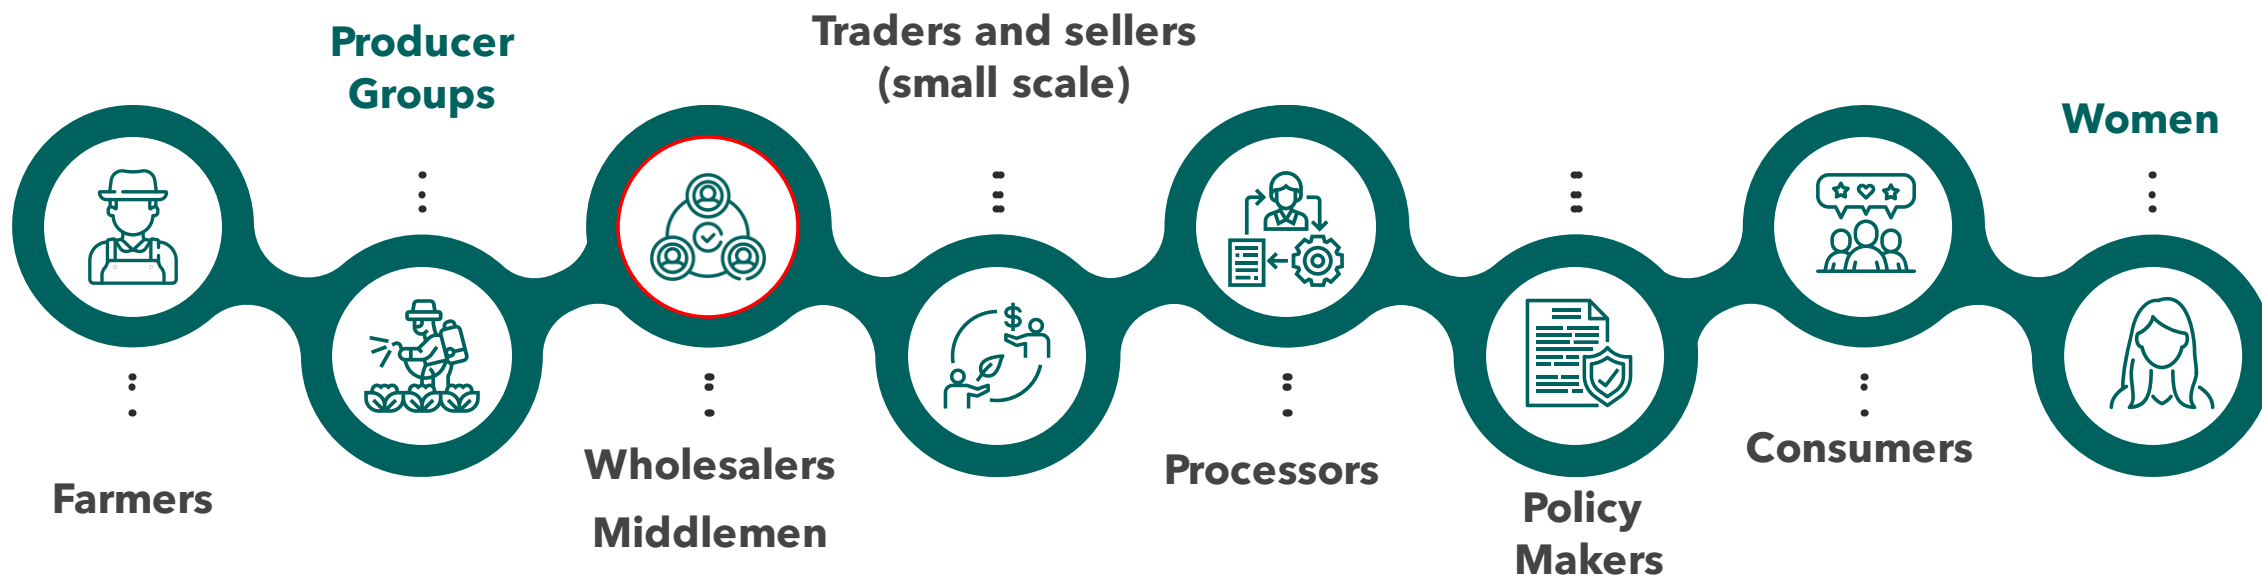 Farmers
Producer
Groups
Wholesalers
Middlemen
Traders and sellers
(small scale)
$
Processors
Policy
Makers
Consumers
Women